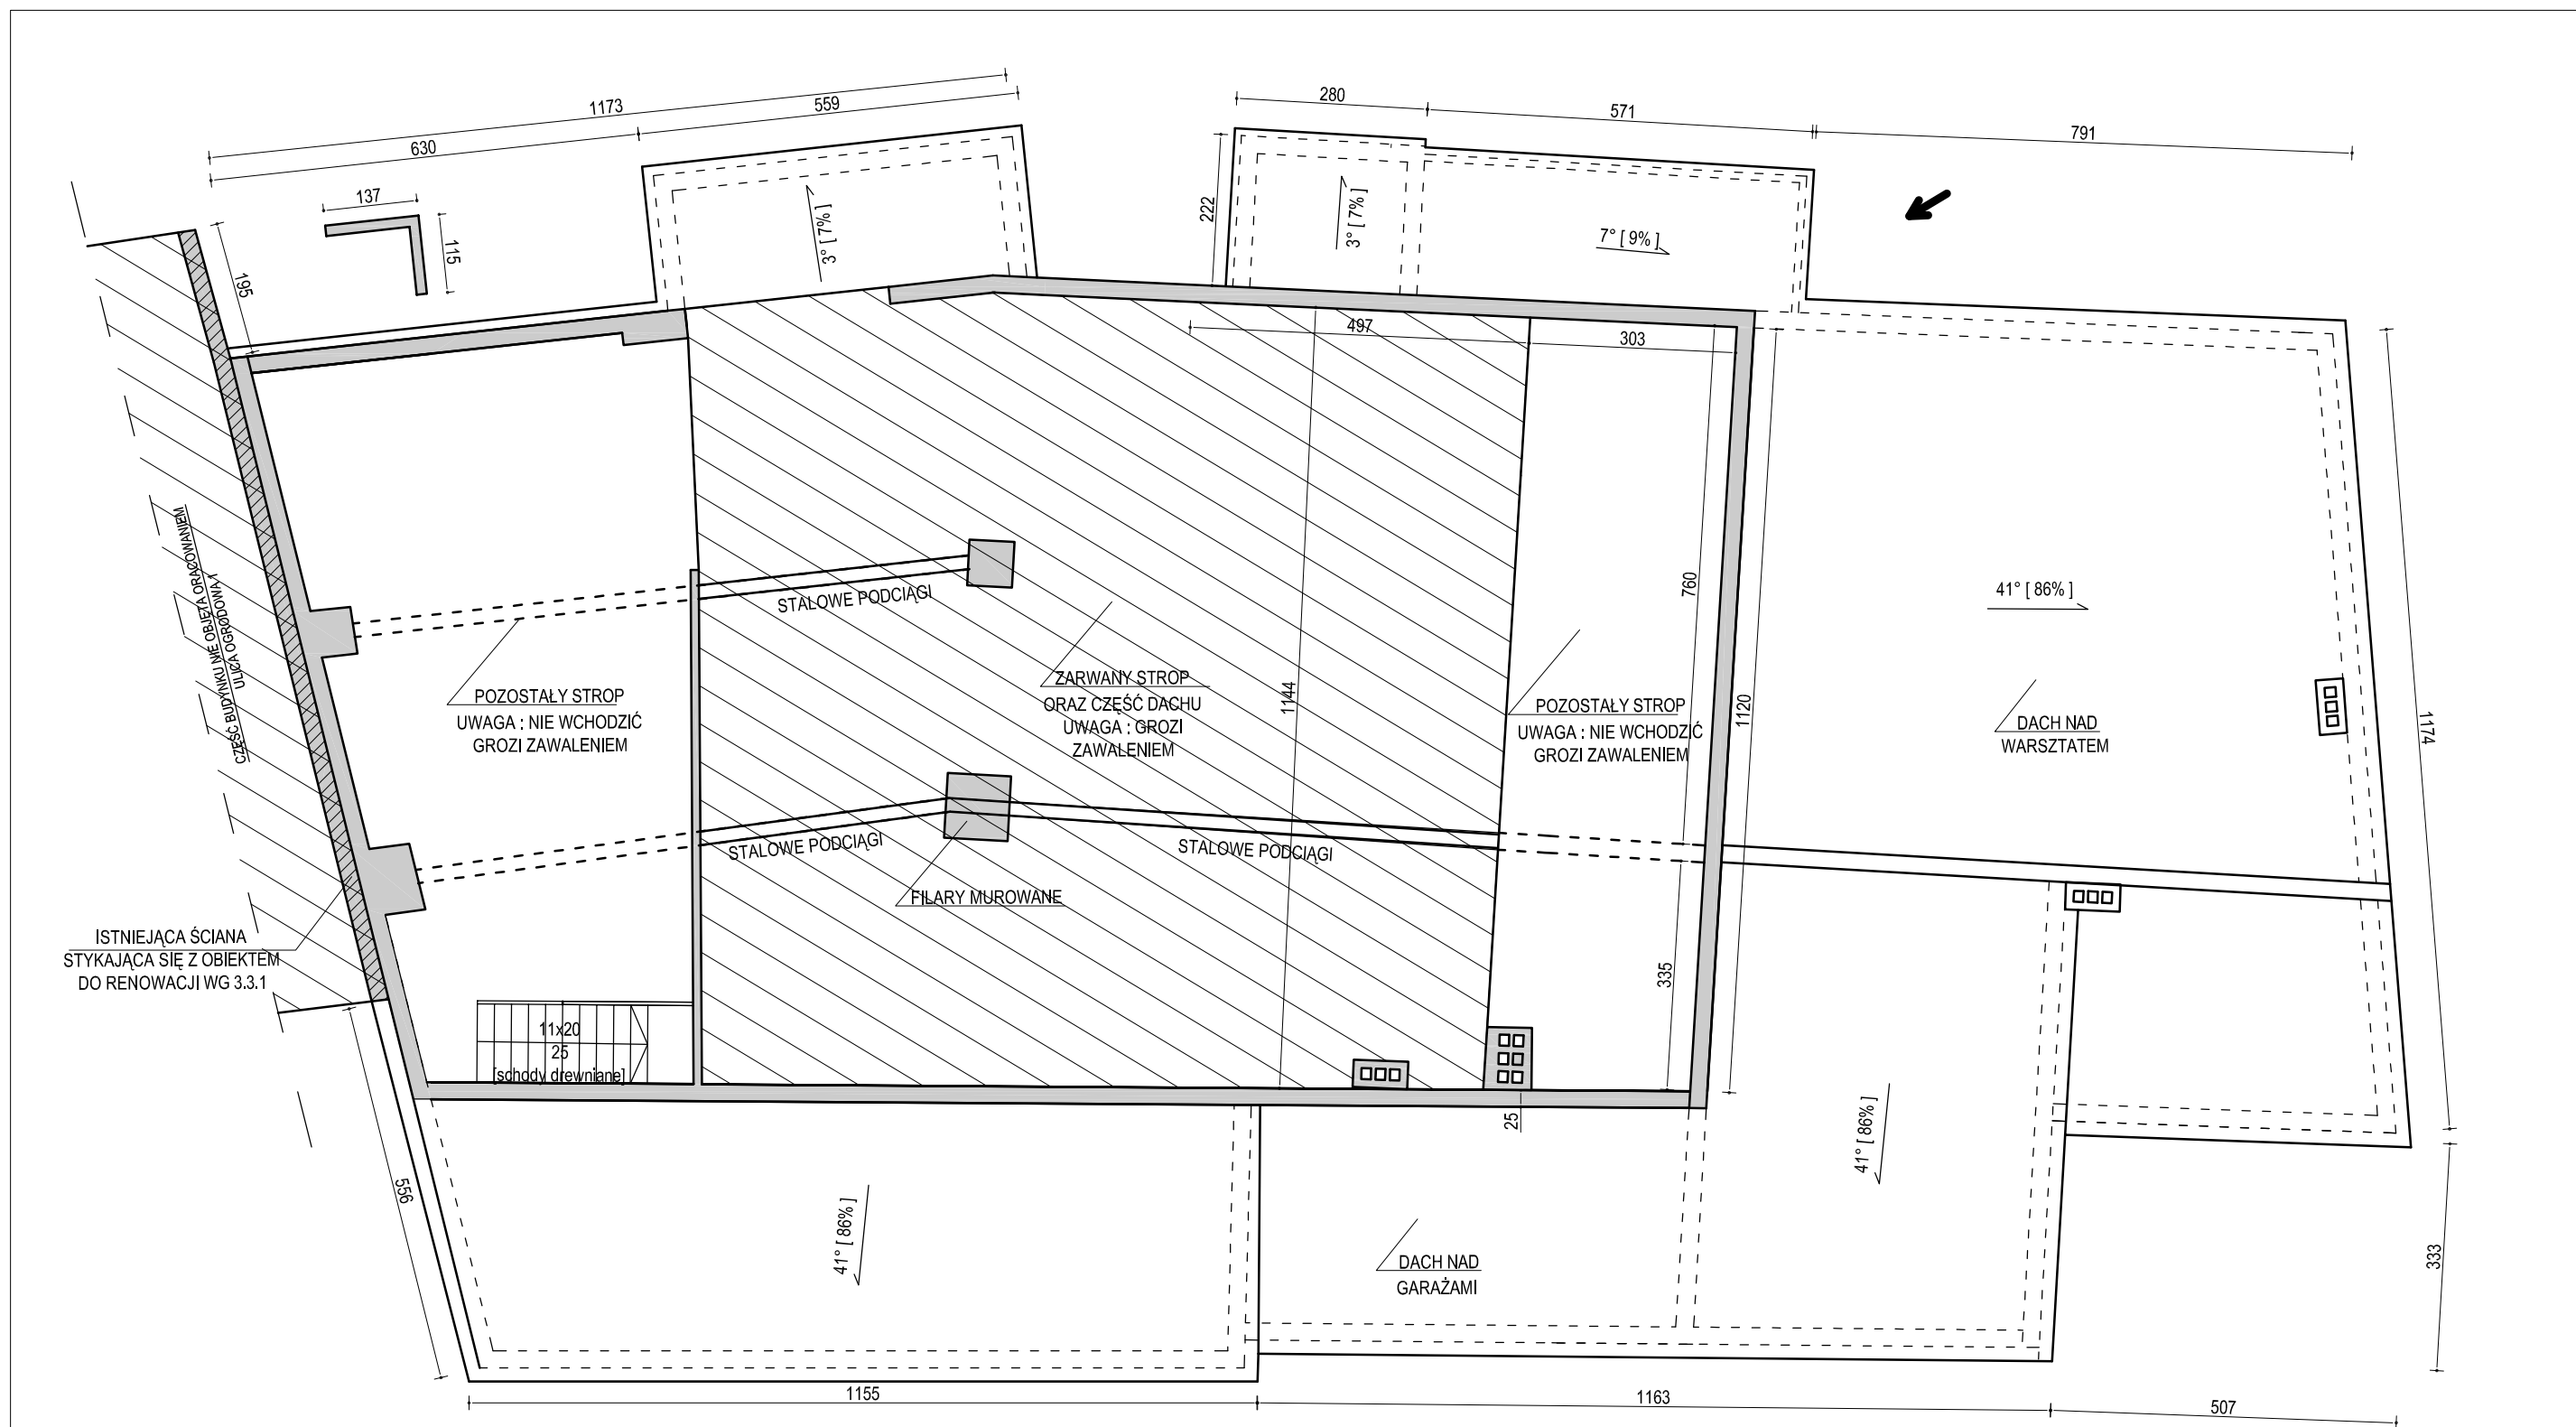 1173
559
630
280
571
791
137
115
195
222
3° [ 7% ]
3° [ 7% ]
7° [ 9% ]
497
303
CZĘŚC BUDYNKU NIE OBJĘTA ORACOWANIEM
ULICA OGRODOWA 1
STALOWE PODCIĄGI
760
41° [ 86% ]
POZOSTAŁY STROP
UWAGA : NIE WCHODZIĆ
GROZI ZAWALENIEM
ZARWANY STROP
ORAZ CZĘŚĆ DACHU
UWAGA : GROZI
ZAWALENIEM
1144
POZOSTAŁY STROP
UWAGA : NIE WCHODZIĆ
GROZI ZAWALENIEM
1120
DACH NAD
WARSZTATEM
1174
STALOWE PODCIĄGI
STALOWE PODCIĄGI
FILARY MUROWANE
ISTNIEJĄCA ŚCIANA
STYKAJĄCA SIĘ Z OBIEKTEM
DO RENOWACJI WG 3.3.1
335
11x20
25
[schody drewniane]
25
41° [ 86% ]
556
41° [ 86% ]
DACH NAD
GARAŻAMI
333
1155
1163
507